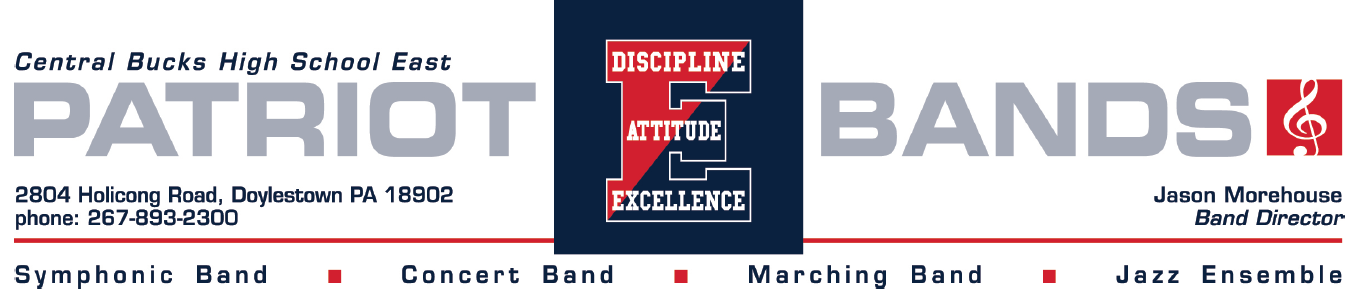 Central Bucks High School East
PATRIOT
E
DISCIPLINE
ATTITUDE
EXCELLENCE
BANDS
2804 Holicong Road, Doylestown PA 18902
phone: 267-893-2300
Jason Morehouse
Band Director
Symphonic Band ■ Concert Band ■ Marching Band ■ Jazz Ensemble